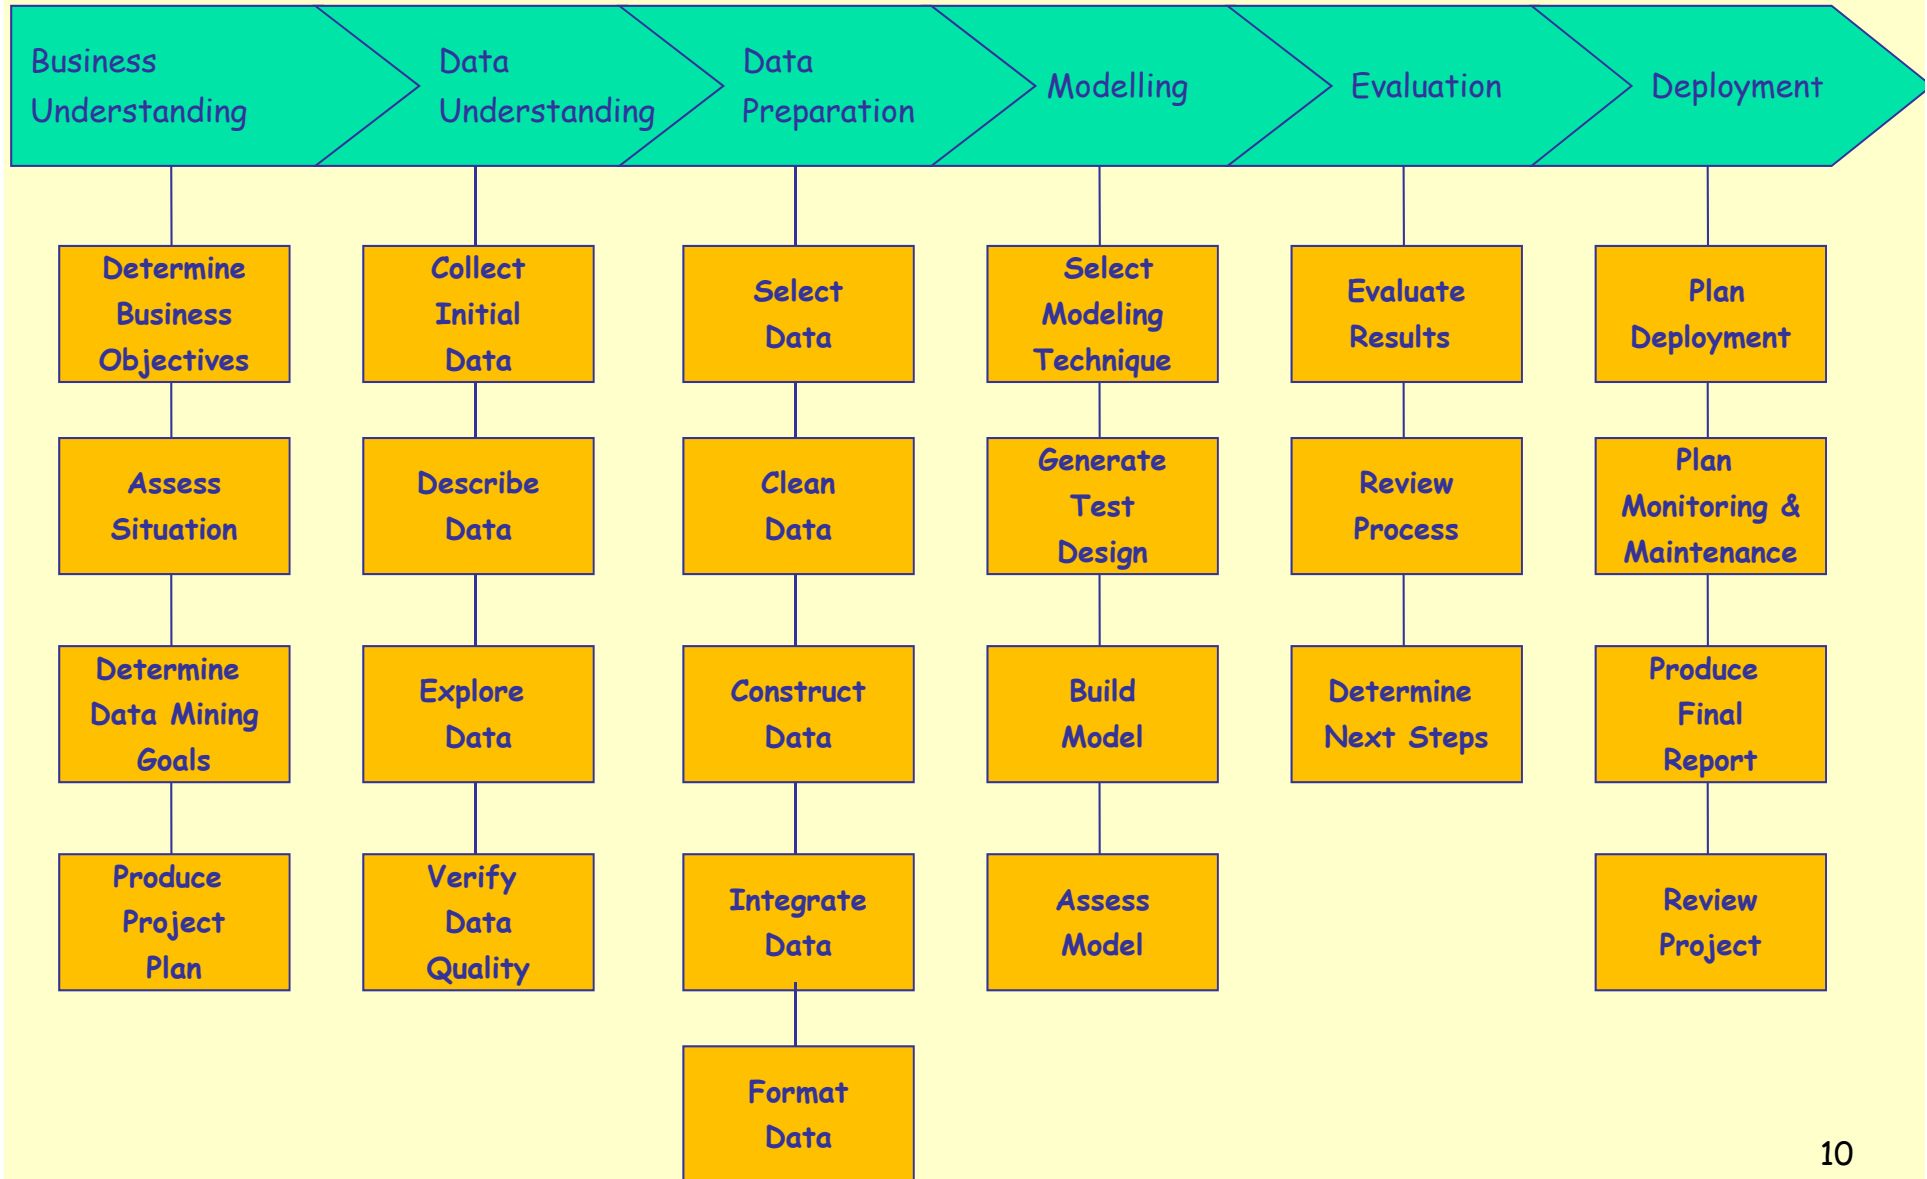 Business
Understanding
Data
Understanding
Data
Preparation
Modelling
Evaluation
Deployment
Determine
Business
Objectives
Assess
Situation
Determine
Data Mining
Goals
Produce
Project
Plan
Collect
Initial
Data
Describe
Data
Explore
Data
Verify
Data
Quality
Select
Data
Clean
Data
Construct
Data
Integrate
Data
Format
Data
Select
Modeling
Technique
Generate
Test
Design
Build
Model
Assess
Model
Evaluate
Results
Review
Process
Determine
Next Steps
Plan
Deployment
Plan
Monitoring &
Maintenance
Produce
Final
Report
Review
Project
10